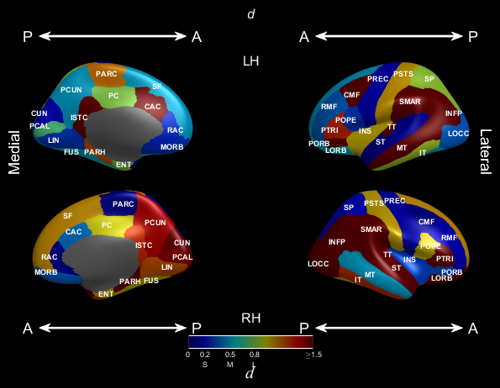 d
P A A P
LH
PARC
PCUN SF
PC
CAC
CUN ISTC
PCAL RAC
LIN MORB
FUS PARH
ENT
PREC PSTS SP
CMF SMAR
RMF INFP
POPE
PTRI INS TT LOCC
PORB ST MT
LORB IT
Medial
Lateral
PARC
SF PCUN
CAC PC
ISTC CUN
RAC PCAL
MORB LIN
PARH FUS
ENT
SP PSTS PREC
SMAR CMF
INFP RMF
POPE
LOCC INS PTRI
MT ST PORB
IT LORB
RH
A P P A
0 0.2 0.5 0.8 ≥1.5
S M L
d